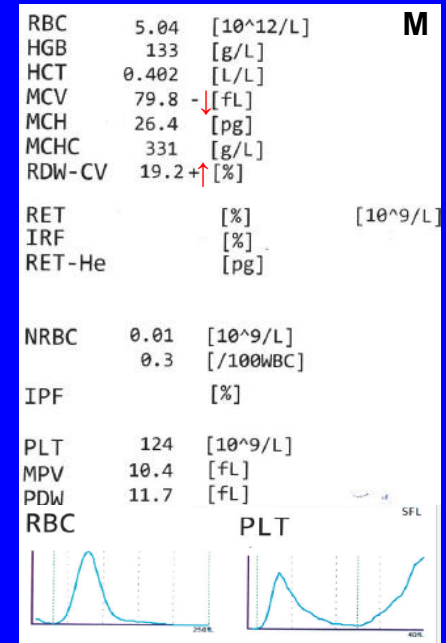 M
RBC 5.04 [10^12/L]
HGB 133 [g/L]
HCT 0.402 [L/L]
MCV 79.8 - ↓ [fL]
MCH 26.4 [pg]
MCHC 331 [g/L]
RDW-CV 19.2+ ↑ [%]
RET [%] [10^9/L]
IRF [%]
RET-He [pg]
NRBC 0.01 [10^9/L]
0.3 [/100WBC]
IPF [%]
PLT 124 [10^9/L]
MPV 10.4 [fL]
PDW 11.7 [fL]
RBC PLT SFL
250fL 40fL